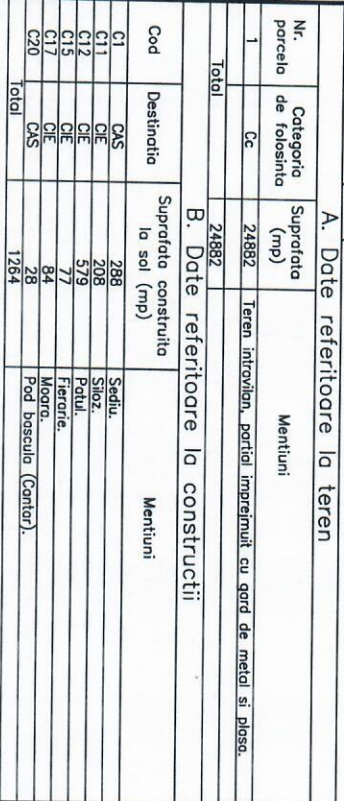 A. Date referitoare la teren
Nr. parcela Categoria de folosinta Suprafata (mp) Mentiuni
1 Cc 24882 Teren intravilan, partial imprejmuit cu gard de metal si plasa.
Total 24882
B. Date referitoare la constructii
Cod Destinatia Suprafata construita la sol (mp) Mentiuni
C1 CAS 288 Sediu.
C11 CIE 208 Siloz.
C12 CIE 579 Patul.
C15 CIE 77 Fierarie.
C17 CIE 84 Moara.
C20 CAS 28 Pod bascula (Cantar).
Total 1264